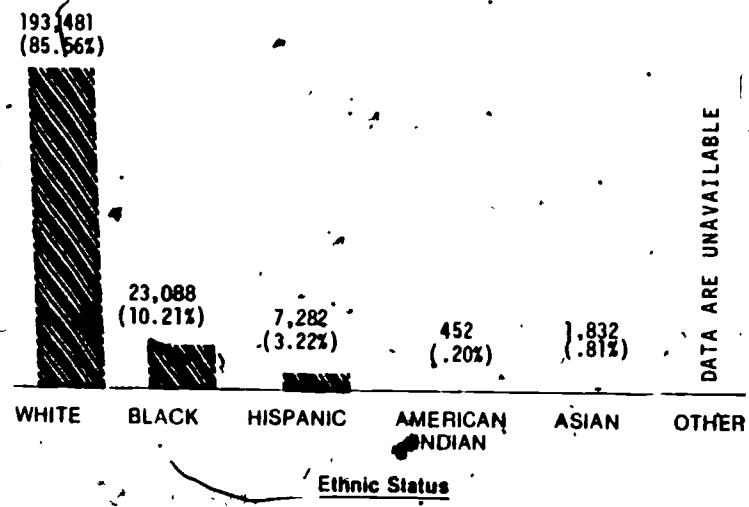 193,481
(85.56%)
23,088
(10.21%)
7,282
(3.22%)
452
(.20%)
1,832
(.81%)
DATA ARE UNAVAILABLE
WHITE
BLACK
HISPANIC
AMERICAN
INDIAN
ASIAN
OTHER
Ethnic Status